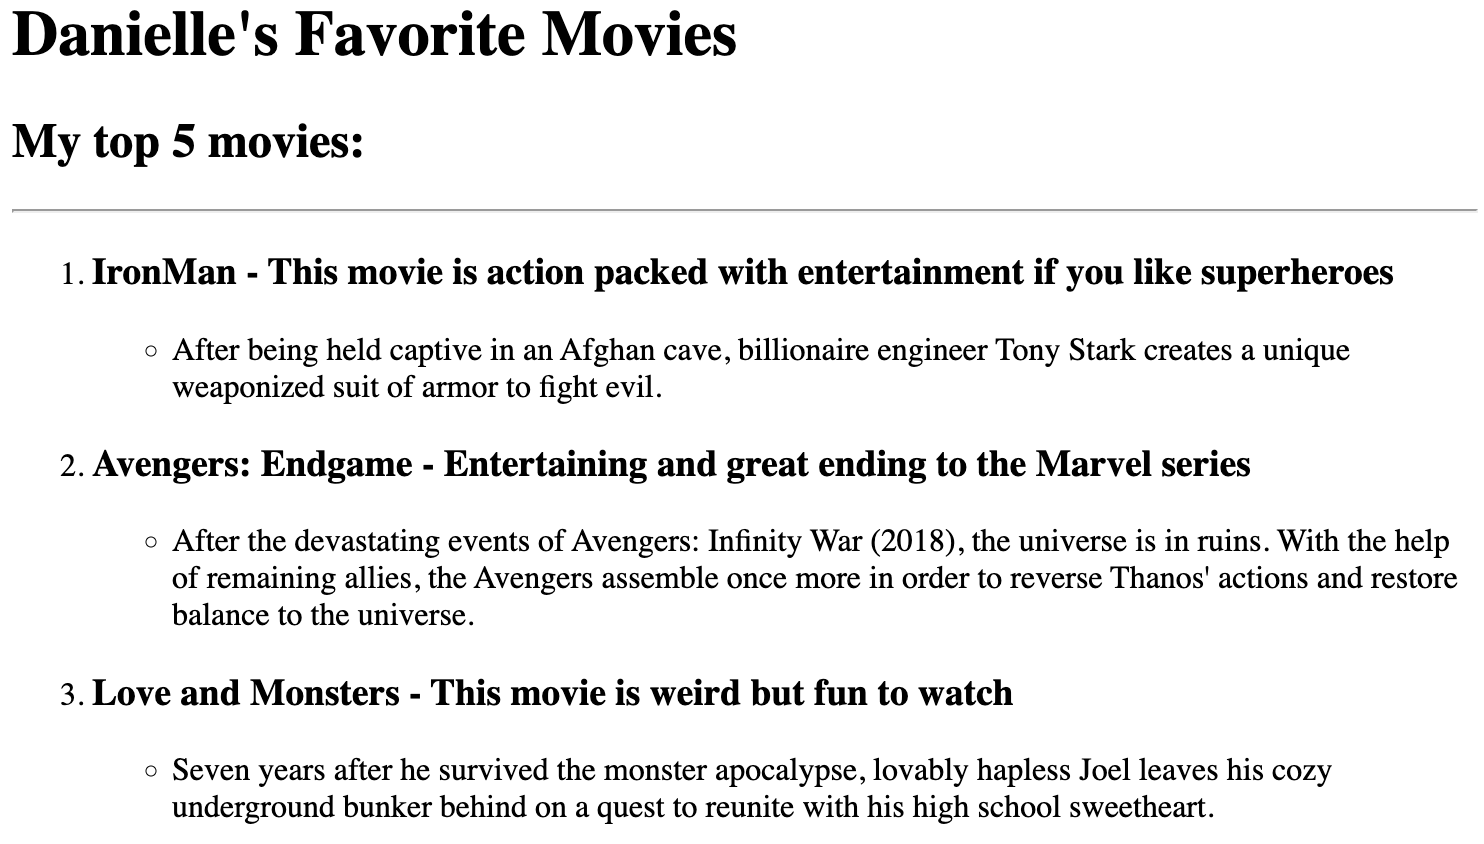 Danielle's Favorite Movies
My top 5 movies:
1. IronMan - This movie is action packed with entertainment if you like superheroes
After being held captive in an Afghan cave, billionaire engineer Tony Stark creates a unique
weaponized suit of armor to fight evil.
2. Avengers: Endgame - Entertaining and great ending to the Marvel series
After the devastating events of Avengers: Infinity War (2018), the universe is in ruins. With the help
of remaining allies, the Avengers assemble once more in order to reverse Thanos' actions and restore
balance to the universe.
3. Love and Monsters - This movie is weird but fun to watch
Seven years after he survived the monster apocalypse, lovably hapless Joel leaves his cozy
underground bunker behind on a quest to reunite with his high school sweetheart.